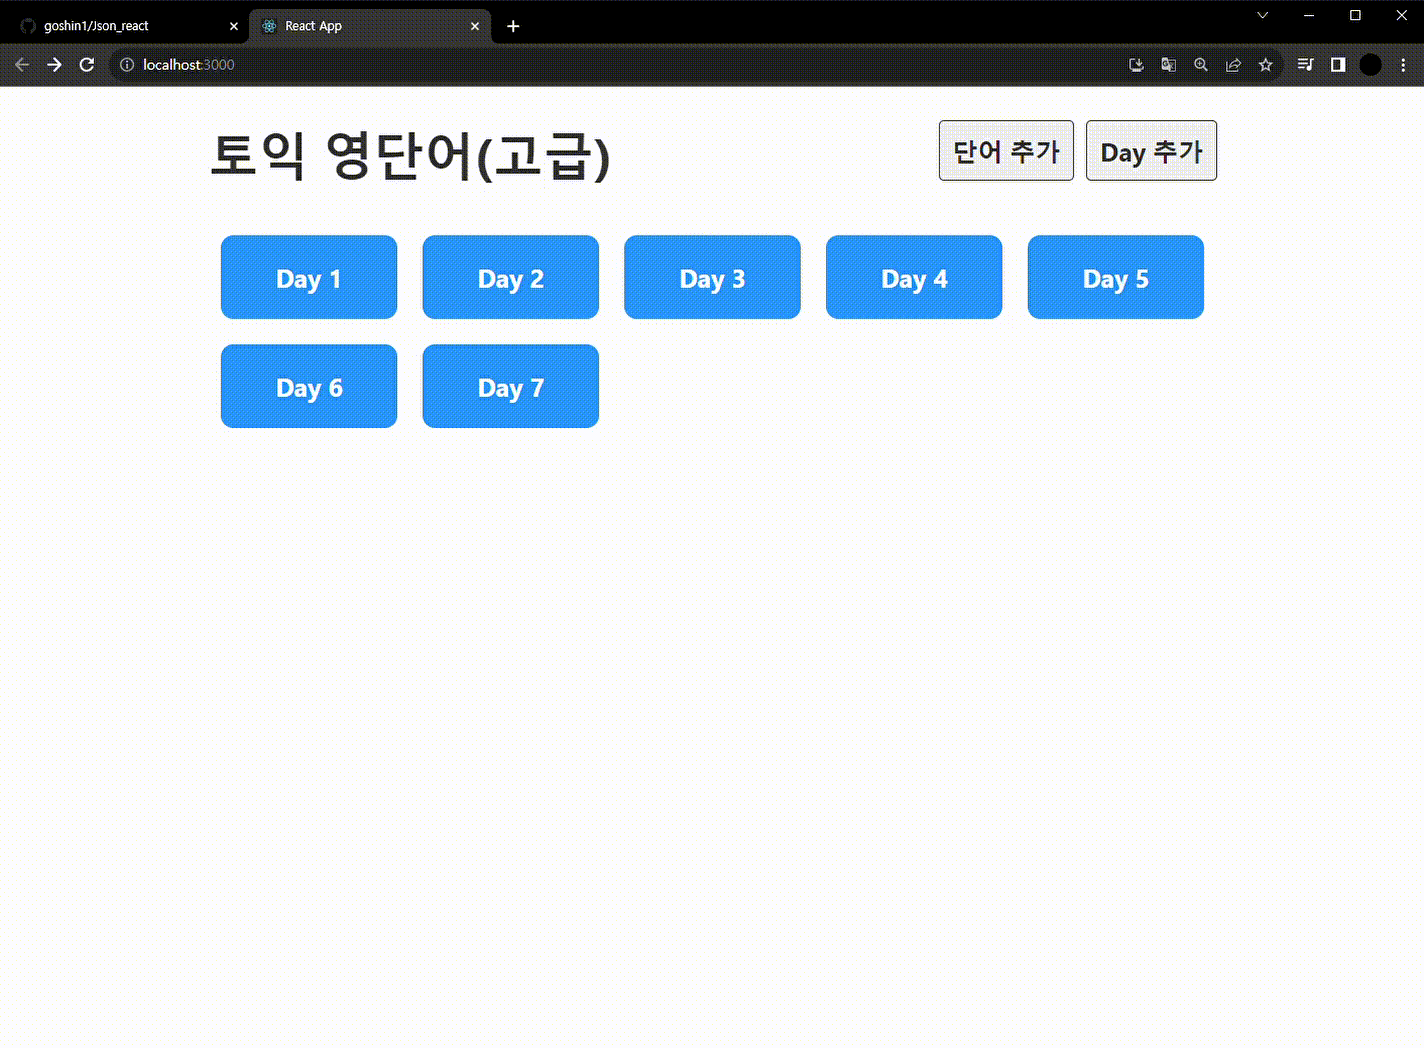 goshin1/Json_react
React App
localhost:3000
토익 영단어(고급)
단어 추가
Day 추가
Day 1
Day 2
Day 3
Day 4
Day 5
Day 6
Day 7